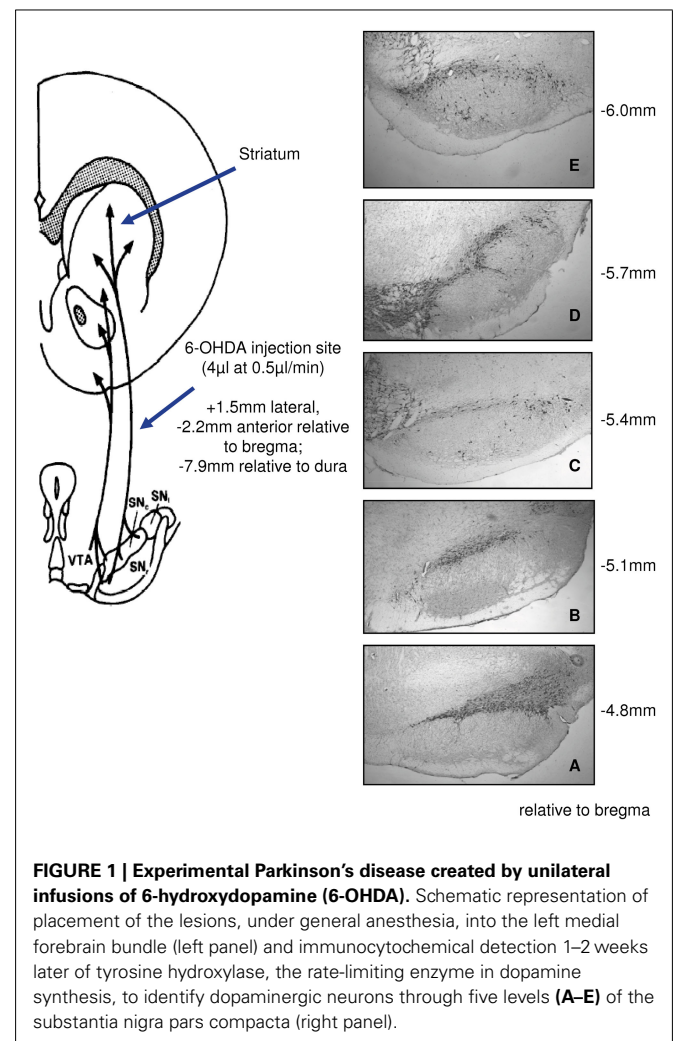 Striatum
6-OHDA injection site
(4µl at 0.5µl/min)
+1.5mm lateral,
-2.2mm anterior relative
to bregma;
-7.9mm relative to dura
VTA
SNc
SNl
SNr
E
-6.0mm
D
-5.7mm
C
-5.4mm
B
-5.1mm
A
-4.8mm
relative to bregma
FIGURE 1 | Experimental Parkinson's disease created by unilateral
infusions of 6-hydroxydopamine (6-OHDA). Schematic representation of
placement of the lesions, under general anesthesia, into the left medial
forebrain bundle (left panel) and immunocytochemical detection 1–2 weeks
later of tyrosine hydroxylase, the rate-limiting enzyme in dopamine
synthesis, to identify dopaminergic neurons through five levels (A–E) of the
substantia nigra pars compacta (right panel).